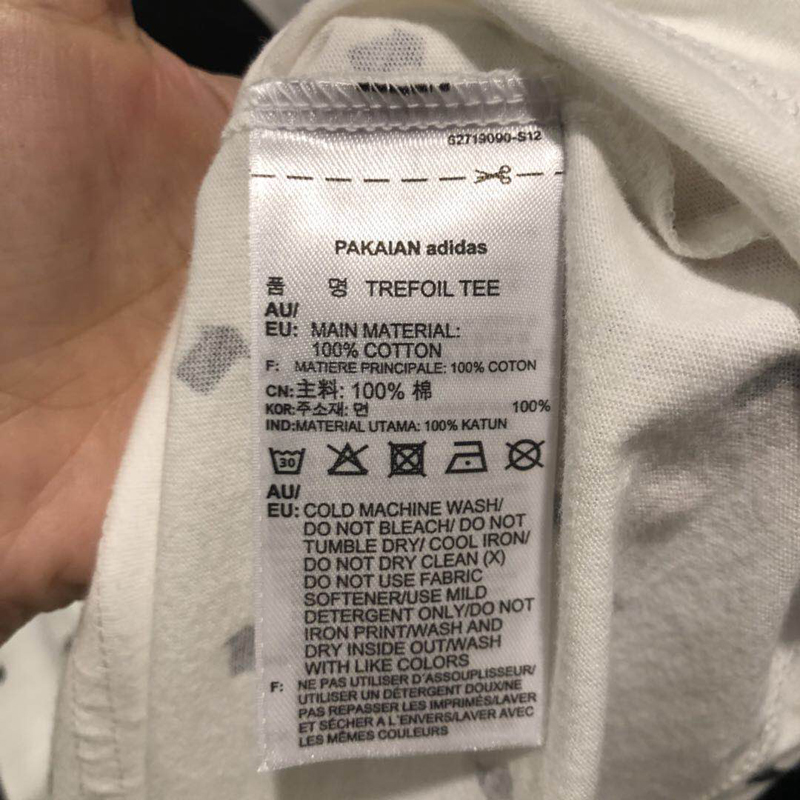 62719090-S12
PAKAIAN adidas
품 명 TREFOIL TEE
AU/
EU: MAIN MATERIAL:
100% COTTON
F: MATIERE PRINCIPALE: 100% COTON
CN:主料: 100% 棉
KOR:주소재: 면 100%
IND:MATERIAL UTAMA: 100% KATUN
30
AU/
EU: COLD MACHINE WASH/
DO NOT BLEACH/ DO NOT
TUMBLE DRY/ COOL IRON/
DO NOT DRY CLEAN (X)
DO NOT USE FABRIC
SOFTENER/USE MILD
DETERGENT ONLY/DO NOT
IRON PRINT/WASH AND
DRY INSIDE OUT/WASH
WITH LIKE COLORS
F: NE PAS UTILISER D'ASSOUPLISSEUR/
UTILISER UN DÉTERGENT DOUX/NE
PAS REPASSER LES IMPRIMÉS/LAVER
ET SÉCHER A L'ENVERS/LAVER AVEC
LES MÊMES COULEURS